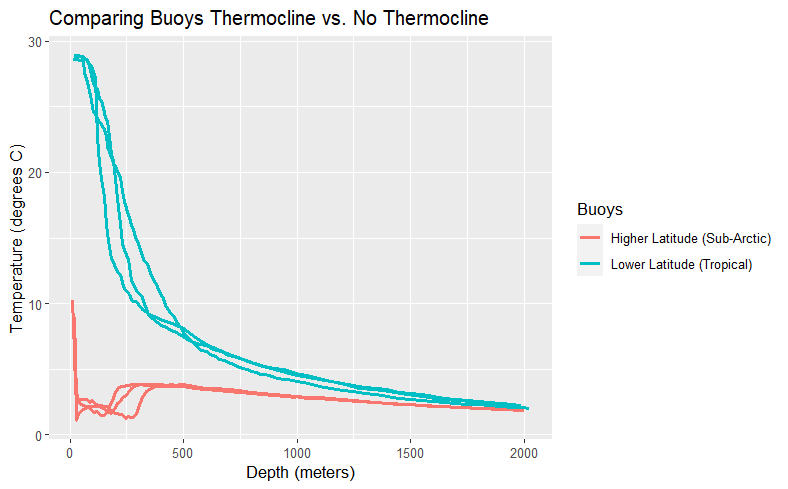 Comparing Buoys Thermocline vs. No Thermocline
30
20
10
0
Temperature (degrees C)
0 500 1000 1500 2000
Depth (meters)
Buoys
Higher Latitude (Sub-Arctic)
Lower Latitude (Tropical)